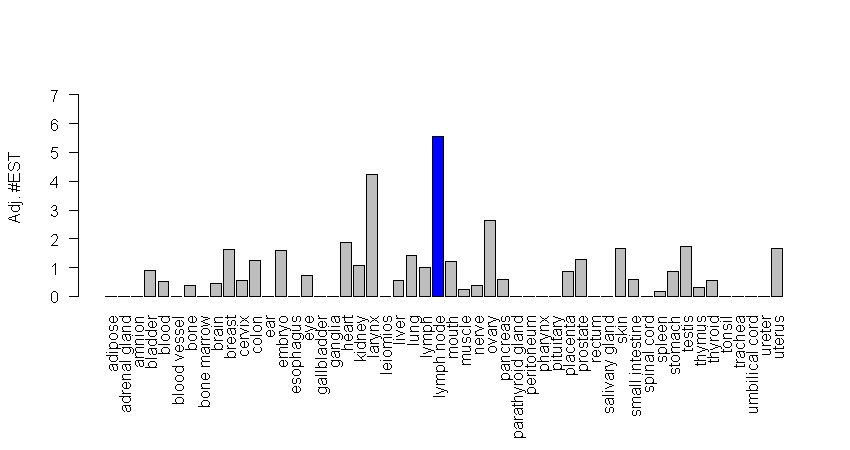 7
6
5
4
3
2
1
0
Adj. #EST
adipose
adrenal gland
amnion
bladder
blood
blood vessel
bone
bone marrow
brain
breast
cervix
colon
ear
embryo
esophagus
eye
gallbladder
ganglia
heart
kidney
larynx
leiomios
liver
lung
lymph
lymph node
mouth
muscle
nerve
ovary
pancreas
parathyroid gland
peritoneum
pharynx
pituitary
placenta
prostate
rectum
salivary gland
skin
small intestine
spinal cord
spleen
stomach
testis
thymus
thyroid
tonsil
trachea
umbilical cord
ureter
uterus